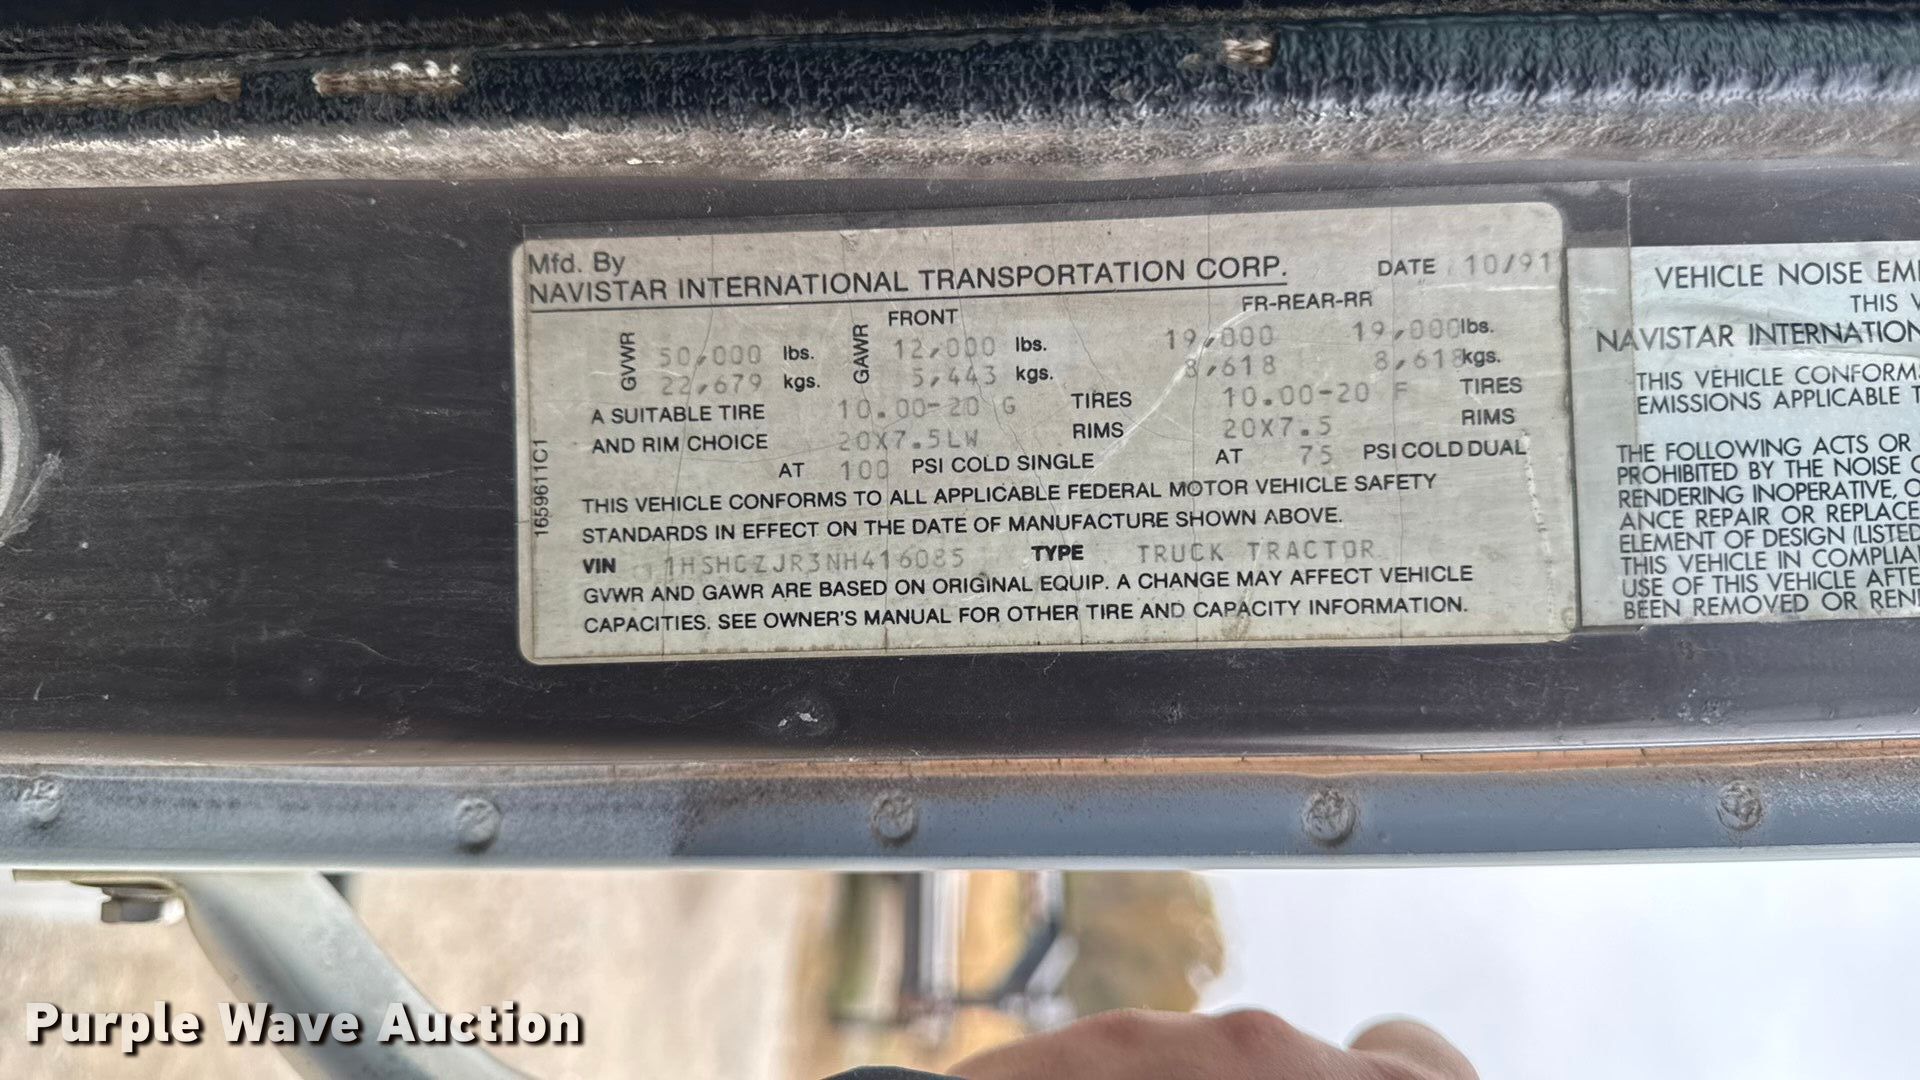 Mfd. By
NAVISTAR INTERNATIONAL TRANSPORTATION CORP. DATE 10/91
FRONT FR-REAR-RR
GVWR 50,000 lbs. GAWR 12,000 lbs. 19,000 19,000 lbs.
22,679 kgs. 5,443 kgs. 8,618 8,618 kgs.
A SUITABLE TIRE 10.00-20 G TIRES 10.00-20 F TIRES
AND RIM CHOICE 20X7.5LW RIMS 20X7.5 RIMS
AT 100 PSI COLD SINGLE AT 75 PSI COLD DUAL
THIS VEHICLE CONFORMS TO ALL APPLICABLE FEDERAL MOTOR VEHICLE SAFETY
STANDARDS IN EFFECT ON THE DATE OF MANUFACTURE SHOWN ABOVE.
VIN 1HSHGZJR3NH416085 TYPE TRUCK TRACTOR
GVWR AND GAWR ARE BASED ON ORIGINAL EQUIP. A CHANGE MAY AFFECT VEHICLE
CAPACITIES. SEE OWNER'S MANUAL FOR OTHER TIRE AND CAPACITY INFORMATION.
1659611C1
VEHICLE NOISE EMI
THIS V
NAVISTAR INTERNATION
THIS VEHICLE CONFORMS
EMISSIONS APPLICABLE T
THE FOLLOWING ACTS OR
PROHIBITED BY THE NOISE C
RENDERING INOPERATIVE, O
ANCE REPAIR OR REPLACE
ELEMENT OF DESIGN (LISTED
THIS VEHICLE IN COMPLIA
USE OF THIS VEHICLE AFTE
BEEN REMOVED OR REN
Purple Wave Auction